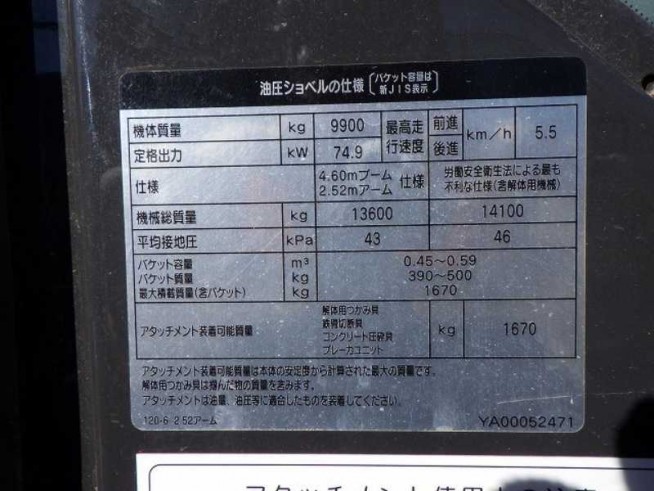 油圧ショベルの仕様(バケット容量は新JIS表示)
機体質量 kg 9900 最高走行速度 前進 後進 km/h 5.5
定格出力 kW 74.9
仕様 4.60mブーム 2.52mアーム 仕様 労働安全衛生法による最も不利な仕様(含解体用機械)
機械総質量 kg 13600 14100
平均接地圧 kPa 43 46
バケット容量 m³ 0.45~0.59
バケット質量 kg 390~500
最大積載質量(含バケット) kg 1670
アタッチメント装着可能質量 解体用つかみ具 鉄骨切断具 コンクリート圧砕具 ブレーカユニット kg 1670
アタッチメント装着可能質量は本体の安定度から計算された最大の質量です。
解体用つかみ具は掴んだ物の質量を含みます。
アタッチメントは油量、油圧等に適合したものを装着してください。
120-6 2.52アーム YA00052471